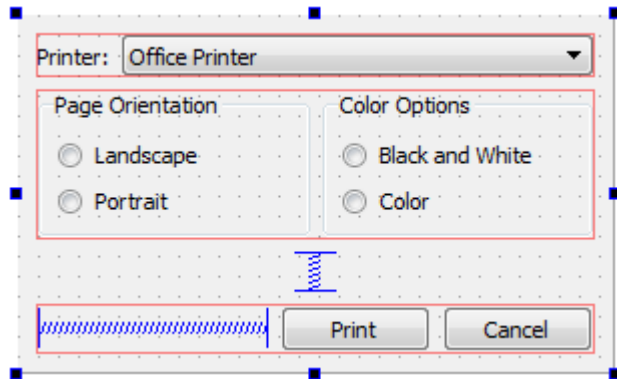 Printer: Office Printer
Page Orientation Color Options
Landscape Black and White
Portrait Color
Print Cancel